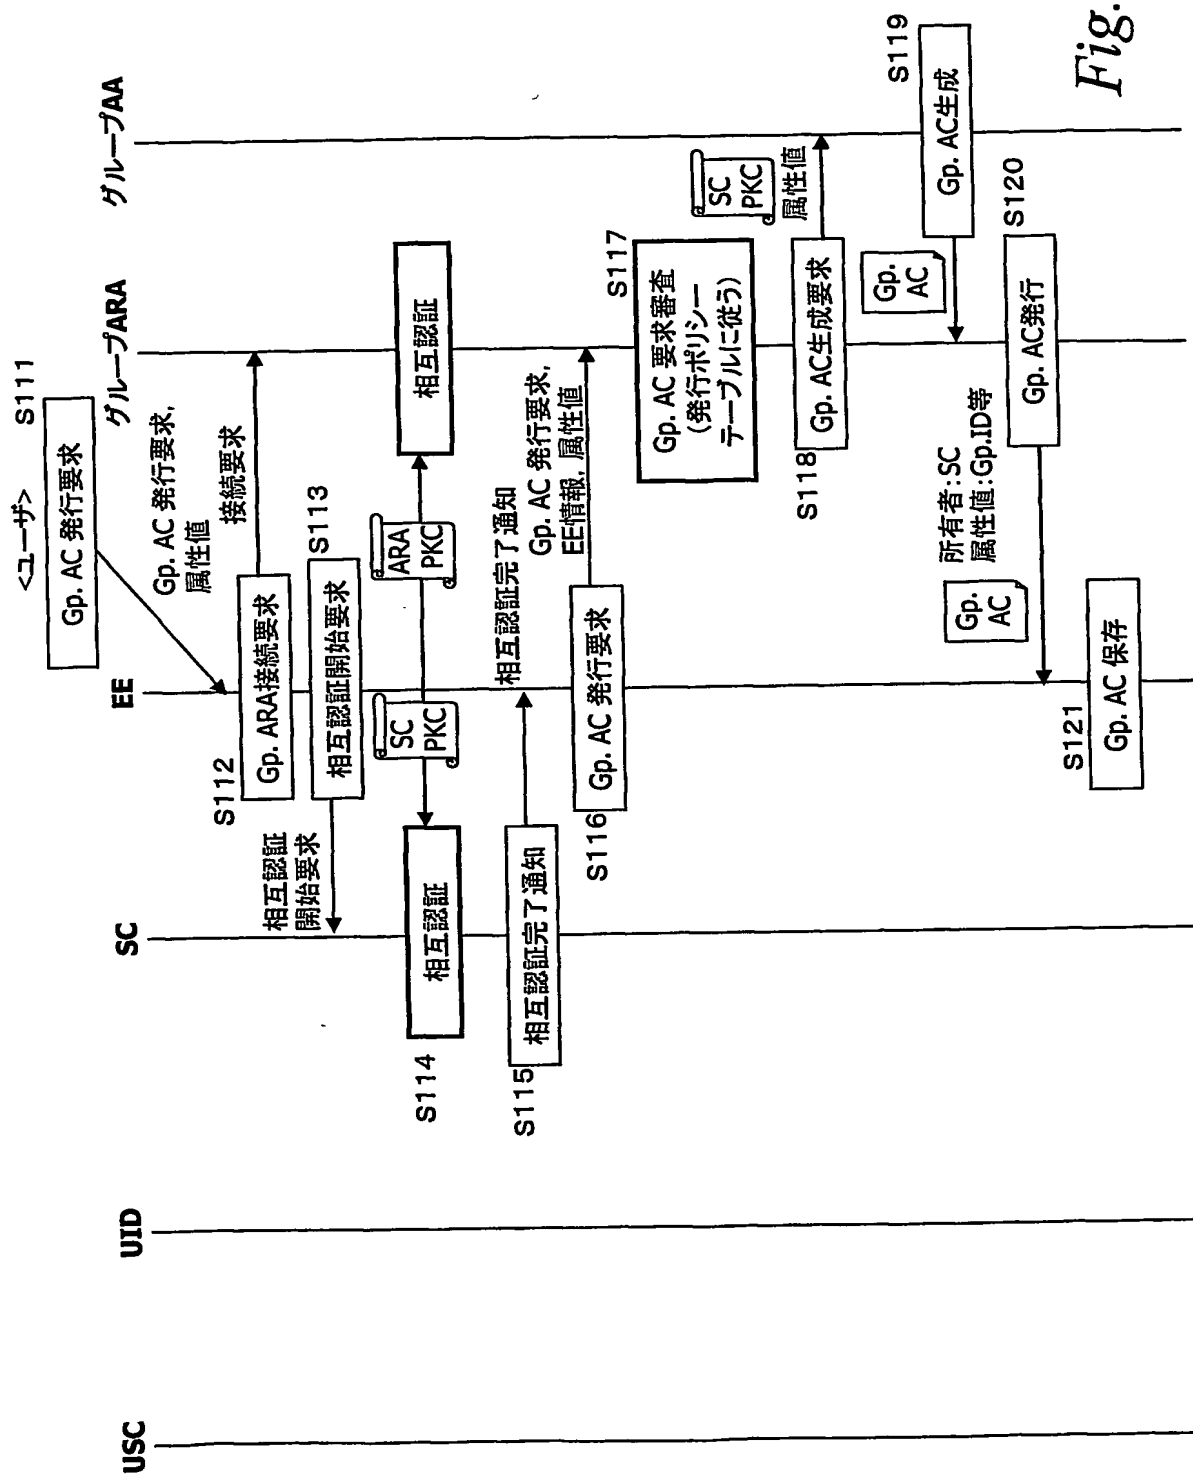 USC
UID
SC
EE
グループARA
グループAA
<ユーザ>
S111
Gp. AC 発行要求
Gp. AC 発行要求,
属性値
S112
Gp. ARA接続要求
接続要求
S113
相互認証開始要求
相互認証
開始要求
S114
相互認証
SC
PKC
ARA
PKC
相互認証
S115
相互認証完了通知
相互認証完了通知
S116
Gp. AC 発行要求
Gp. AC 発行要求,
EE情報, 属性値
S117
Gp. AC 要求審査
(発行ポリシー
テーブルに従う)
S118
Gp. AC生成要求
SC
PKC
属性値
S119
Gp. AC生成
Gp.
AC
S120
Gp. AC発行
所有者:SC
属性値:Gp.ID等
Gp.
AC
S121
Gp. AC 保存
Fig.